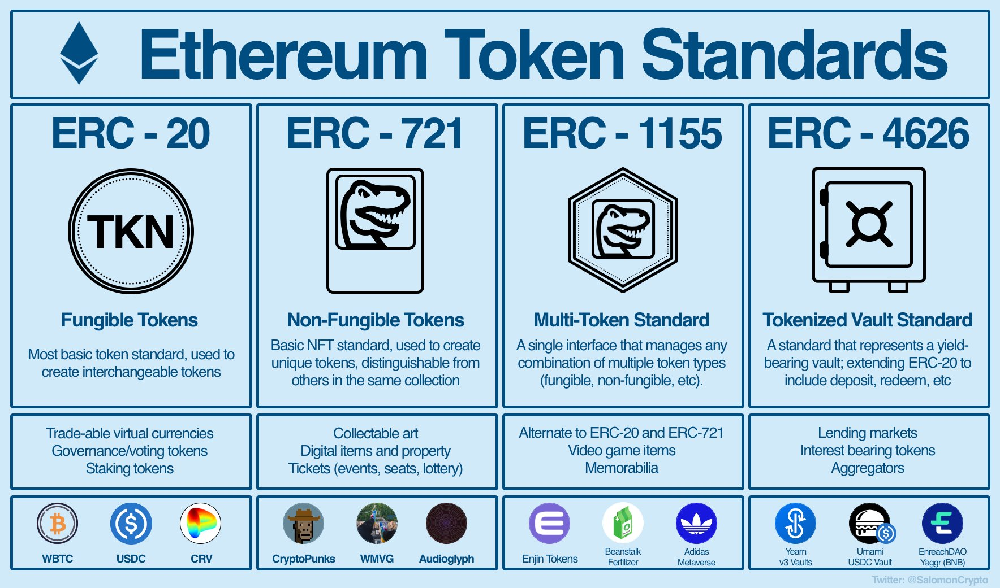 Ethereum Token Standards
ERC - 20
TKN
Fungible Tokens
Most basic token standard, used to
create interchangeable tokens
Trade-able virtual currencies
Governance/voting tokens
Staking tokens
WBTC
USDC
CRV
ERC - 721
Non-Fungible Tokens
Basic NFT standard, used to create
unique tokens, distinguishable from
others in the same collection
Collectable art
Digital items and property
Tickets (events, seats, lottery)
CryptoPunks
WMVG
Audioglyph
ERC - 1155
Multi-Token Standard
A single interface that manages any
combination of multiple token types
(fungible, non-fungible, etc).
Alternate to ERC-20 and ERC-721
Video game items
Memorabilia
Enjin Tokens
Beanstalk
Fertilizer
Adidas
Metaverse
ERC - 4626
Tokenized Vault Standard
A standard that represents a yield-
bearing vault; extending ERC-20 to
include deposit, redeem, etc
Lending markets
Interest bearing tokens
Aggregators
Yearn
v3 Vaults
Umami
USDC Vault
EnreachDAO
Yaggr (BNB)
Twitter: @SalomonCrypto